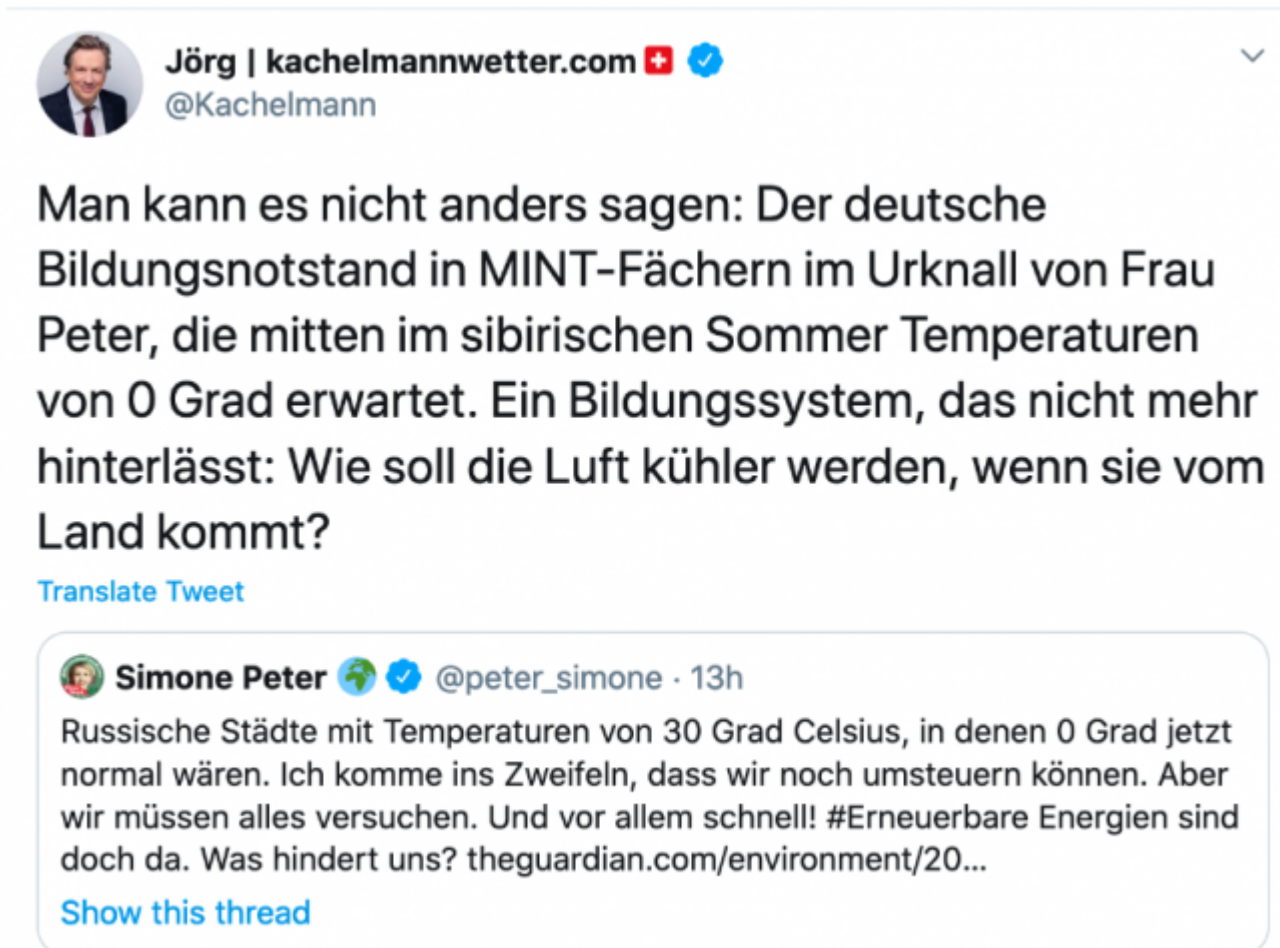 Jörg | kachelmannwetter.com
@Kachelmann
Man kann es nicht anders sagen: Der deutsche
Bildungsnotstand in MINT-Fächern im Urknall von Frau
Peter, die mitten im sibirischen Sommer Temperaturen
von 0 Grad erwartet. Ein Bildungssystem, das nicht mehr
hinterlässt: Wie soll die Luft kühler werden, wenn sie vom
Land kommt?
Translate Tweet
Simone Peter @peter_simone · 13h
Russische Städte mit Temperaturen von 30 Grad Celsius, in denen 0 Grad jetzt
normal wären. Ich komme ins Zweifeln, dass wir noch umsteuern können. Aber
wir müssen alles versuchen. Und vor allem schnell! #Erneuerbare Energien sind
doch da. Was hindert uns? theguardian.com/environment/20...
Show this thread